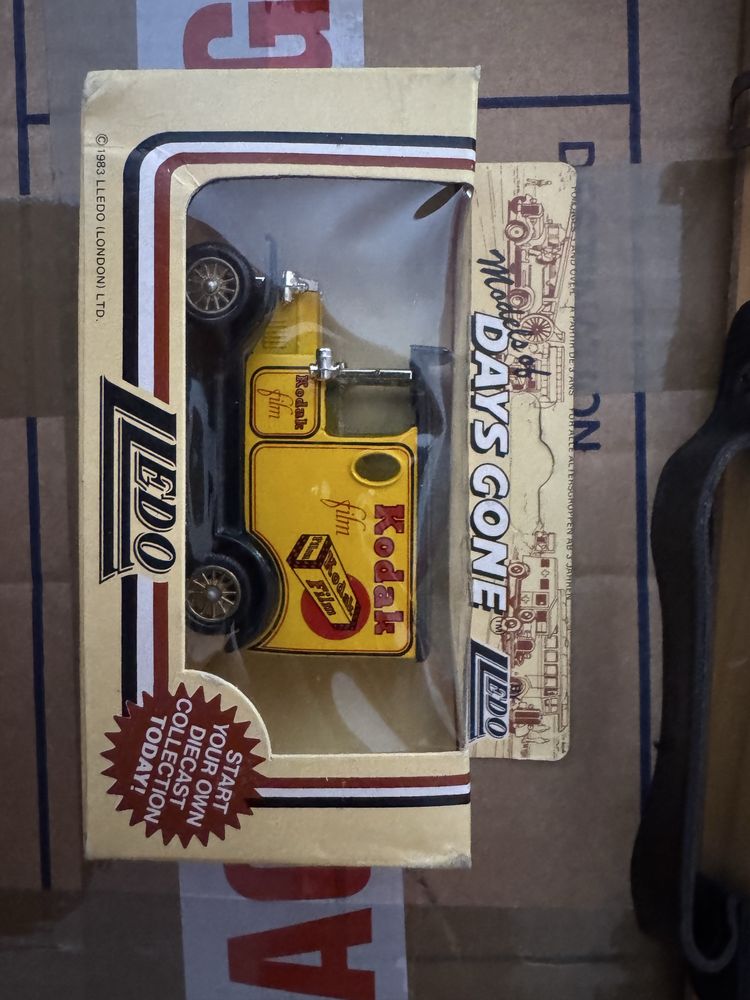 Models of
DAYS GONE
LLEDO
Kodak
film
Kodak
film
Kodak
Film
Film
LLEDO
© 1983 LLEDO (LONDON) LTD.
START
YOUR OWN
DIECAST
COLLECTION
TODAY!